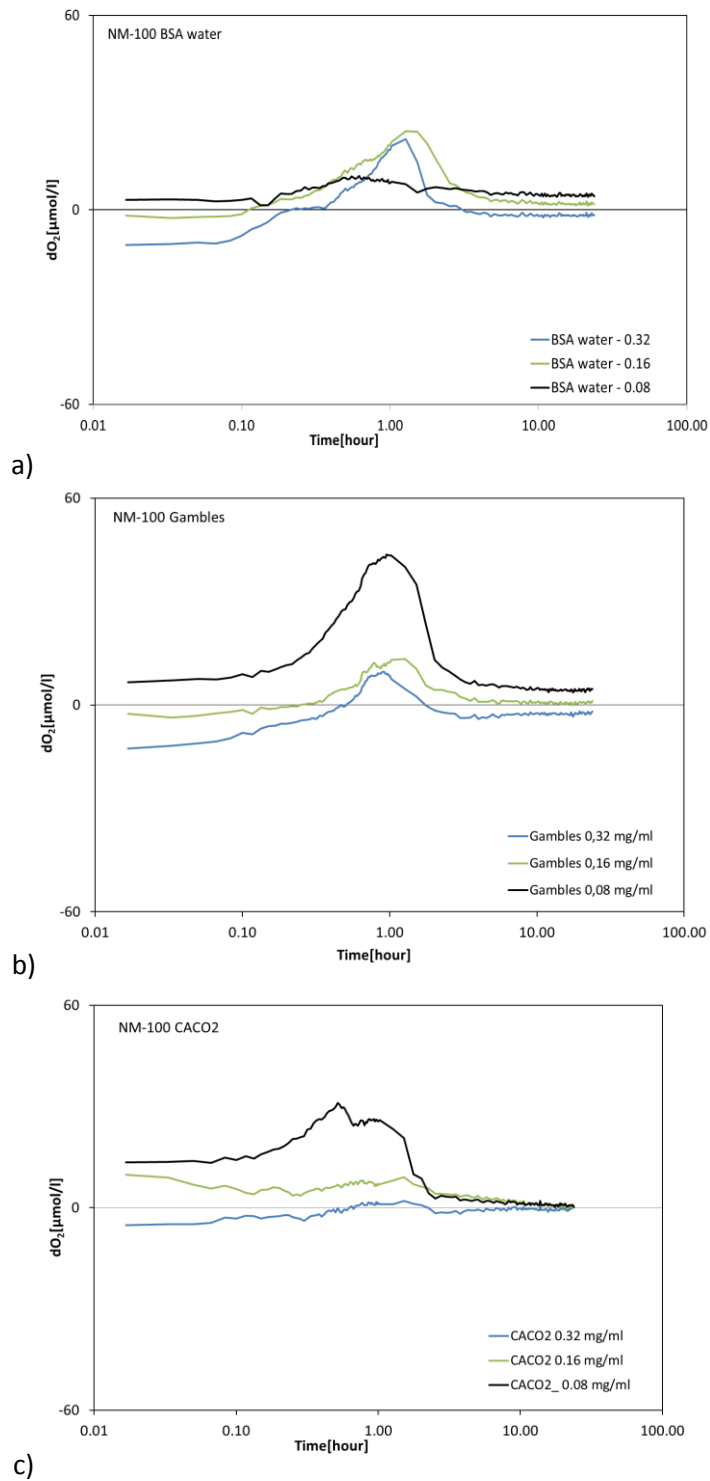 60
NM-100 BSA water
dO₂[µmol/l]
0
BSA water - 0.32
BSA water - 0.16
BSA water - 0.08
-60
0.01 0.10 1.00 10.00 100.00
Time[hour]
a)
60
NM-100 Gambles
dO₂[µmol/l]
0
Gambles 0,32 mg/ml
Gambles 0,16 mg/ml
Gambles 0,08 mg/ml
-60
0.01 0.10 1.00 10.00 100.00
Time[hour]
b)
60
NM-100 CACO2
dO₂[µmol/l]
0
CACO2 0.32 mg/ml
CACO2 0.16 mg/ml
CACO2_ 0.08 mg/ml
-60
0.01 0.10 1.00 10.00 100.00
Time[hour]
c)